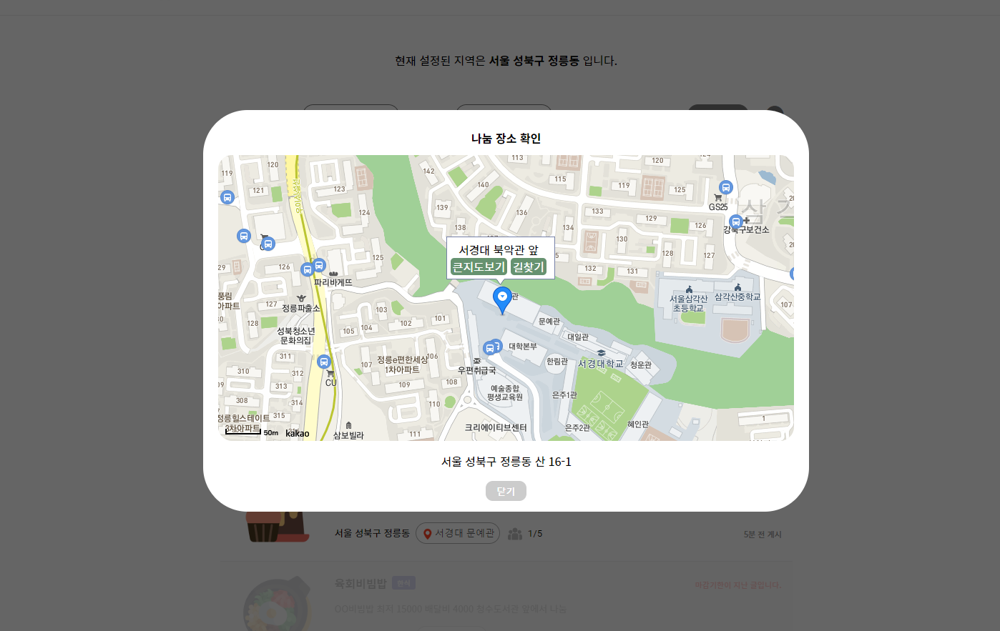 현재 설정된 지역은 서울 성북구 정릉동 입니다.
나눔 장소 확인
113
120
119
120
142
115
140
121
123
119
125
우이신설선
124
139
136
GS25
133
129
126
138
134
강북구보건소
130
서경대 북악관 앞
큰지도보기 길찾기
128
125
126
132
131
파리바게뜨
삼각산중학교
서울삼각산
초등학교
풍림
아파트
127
정릉파출소
107
103
문예관
128
102
101
105
104
성북청소년
문화의집
대일관
대학본부
311
106
정릉e편한세상
1차아파트
107
한림관
서경대학교
청운관
310
312
우편취급국
CU
313
109
108
예술종합
평생교육원
은주1관
308
314
110
정릉힐스테이트
3차아파트
315
1
크리에이티브센터
은주2관
혜인관
50m
kakao
삼보빌라
111
서울 성북구 정릉동 산 16-1
닫기
서울 성북구 정릉동
서경대 문예관
1/5
5분 전 게시
육회비빔밥
한식
마감기한이 지난 글입니다.
OO비빔밥 최적 15000 배달비 4000 청수도서관 앞에서 나눔